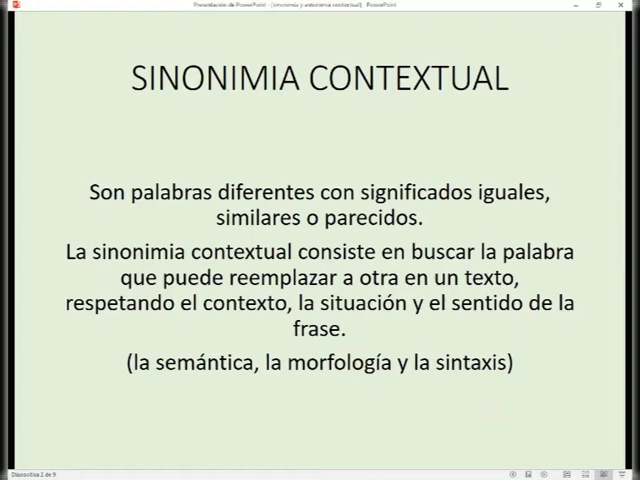 Presentación de PowerPoint - [sinonimia y antonimia contextual] - PowerPoint
SINONIMIA CONTEXTUAL
Son palabras diferentes con significados iguales,
similares o parecidos.
La sinonimia contextual consiste en buscar la palabra
que puede reemplazar a otra en un texto,
respetando el contexto, la situación y el sentido de la
frase.
(la semántica, la morfología y la sintaxis)
Diapositiva 2 de 9